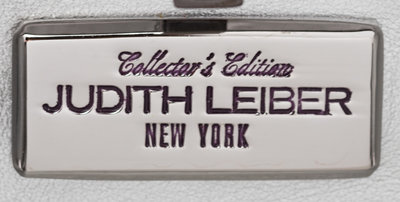 Collector's Edition
JUDITH LEIBER
NEW YORK